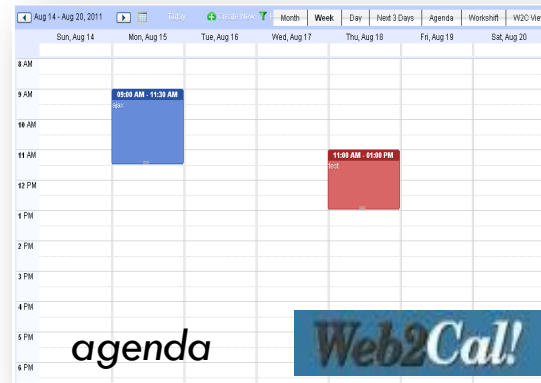 Aug 14 - Aug 20, 2011 Today Create New Month Week Day Next 3 Days Agenda Workshift W2C Vie
Sun, Aug 14 Mon, Aug 15 Tue, Aug 16 Wed, Aug 17 Thu, Aug 18 Fri, Aug 19 Sat, Aug 20
8 AM
9 AM 09:00 AM - 11:30 AM
ajax
10 AM
11 AM 11:00 AM - 01:00 PM
test
12 PM
1 PM
2 PM
3 PM
4 PM
5 PM
agenda Web2Cal!
6 PM